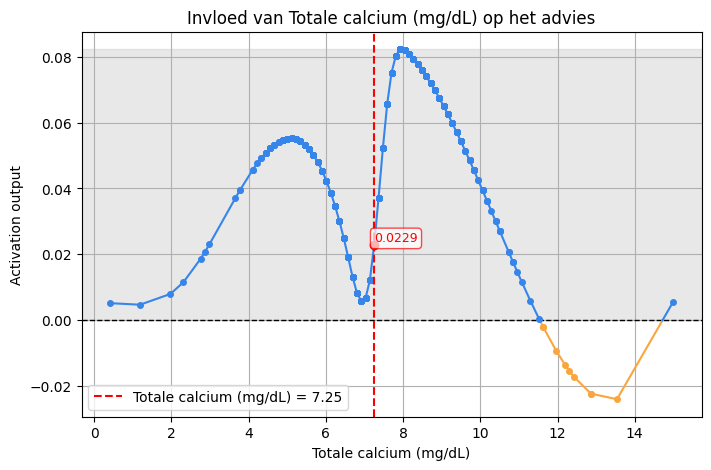 Invloed van Totale calcium (mg/dL) op het advies
Activation output
0.08
0.06
0.04
0.02
0.00
−0.02
0.0229
Totale calcium (mg/dL) = 7.25
0 2 4 6 8 10 12 14
Totale calcium (mg/dL)